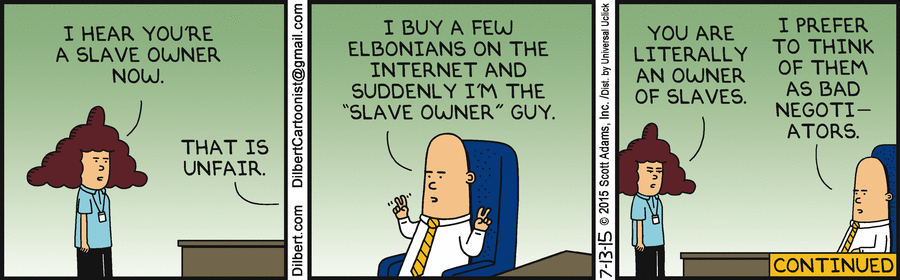 I HEAR YOU'RE
A SLAVE OWNER
NOW.
THAT IS
UNFAIR.
Dilbert.com DilbertCartoonist@gmail.com
I BUY A FEW
ELBONIANS ON THE
INTERNET AND
SUDDENLY I'M THE
"SLAVE OWNER" GUY.
7-13-15 © 2015 Scott Adams, Inc. /Dist. by Universal Uclick
YOU ARE
LITERALLY
AN OWNER
OF SLAVES.
I PREFER
TO THINK
OF THEM
AS BAD
NEGOTI-
ATORS.
CONTINUED